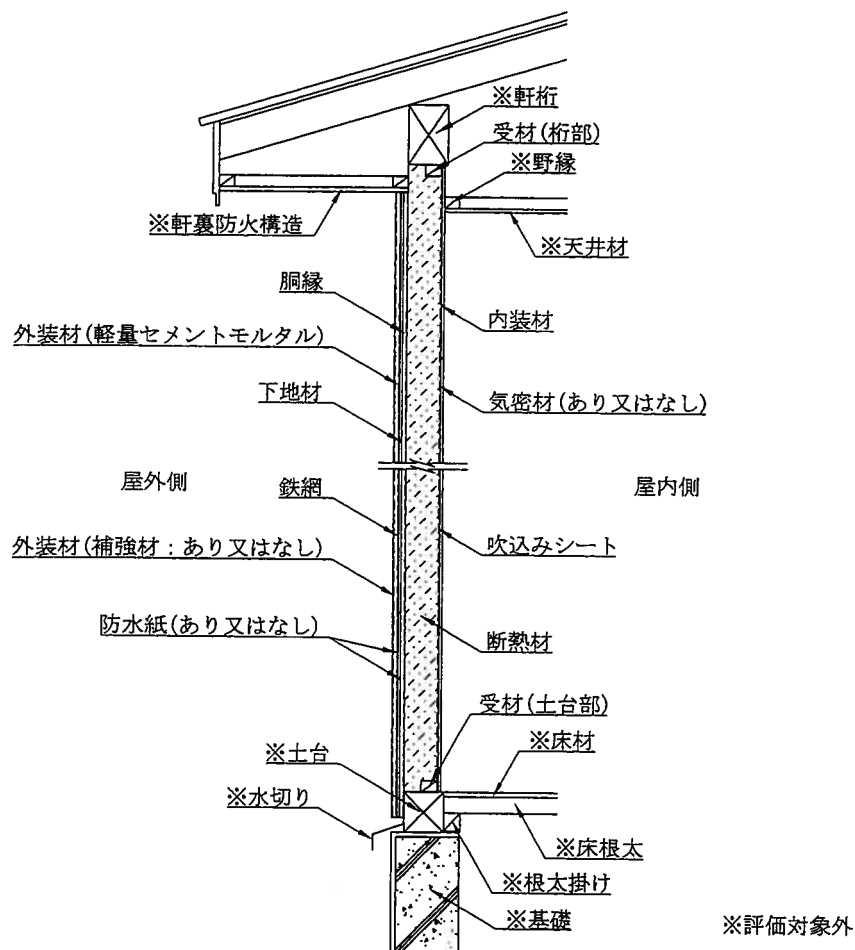 ※軒桁
受材(桁部)
※野縁
※軒裏防火構造
※天井材
胴縁
内装材
外装材(軽量セメントモルタル)
下地材
気密材(あり又はなし)
屋外側
鉄網
屋内側
外装材(補強材：あり又はなし)
吹込みシート
防水紙(あり又はなし)
断熱材
受材(土台部)
※床材
※土台
※水切り
※床根太
※根太掛け
※基礎
※評価対象外